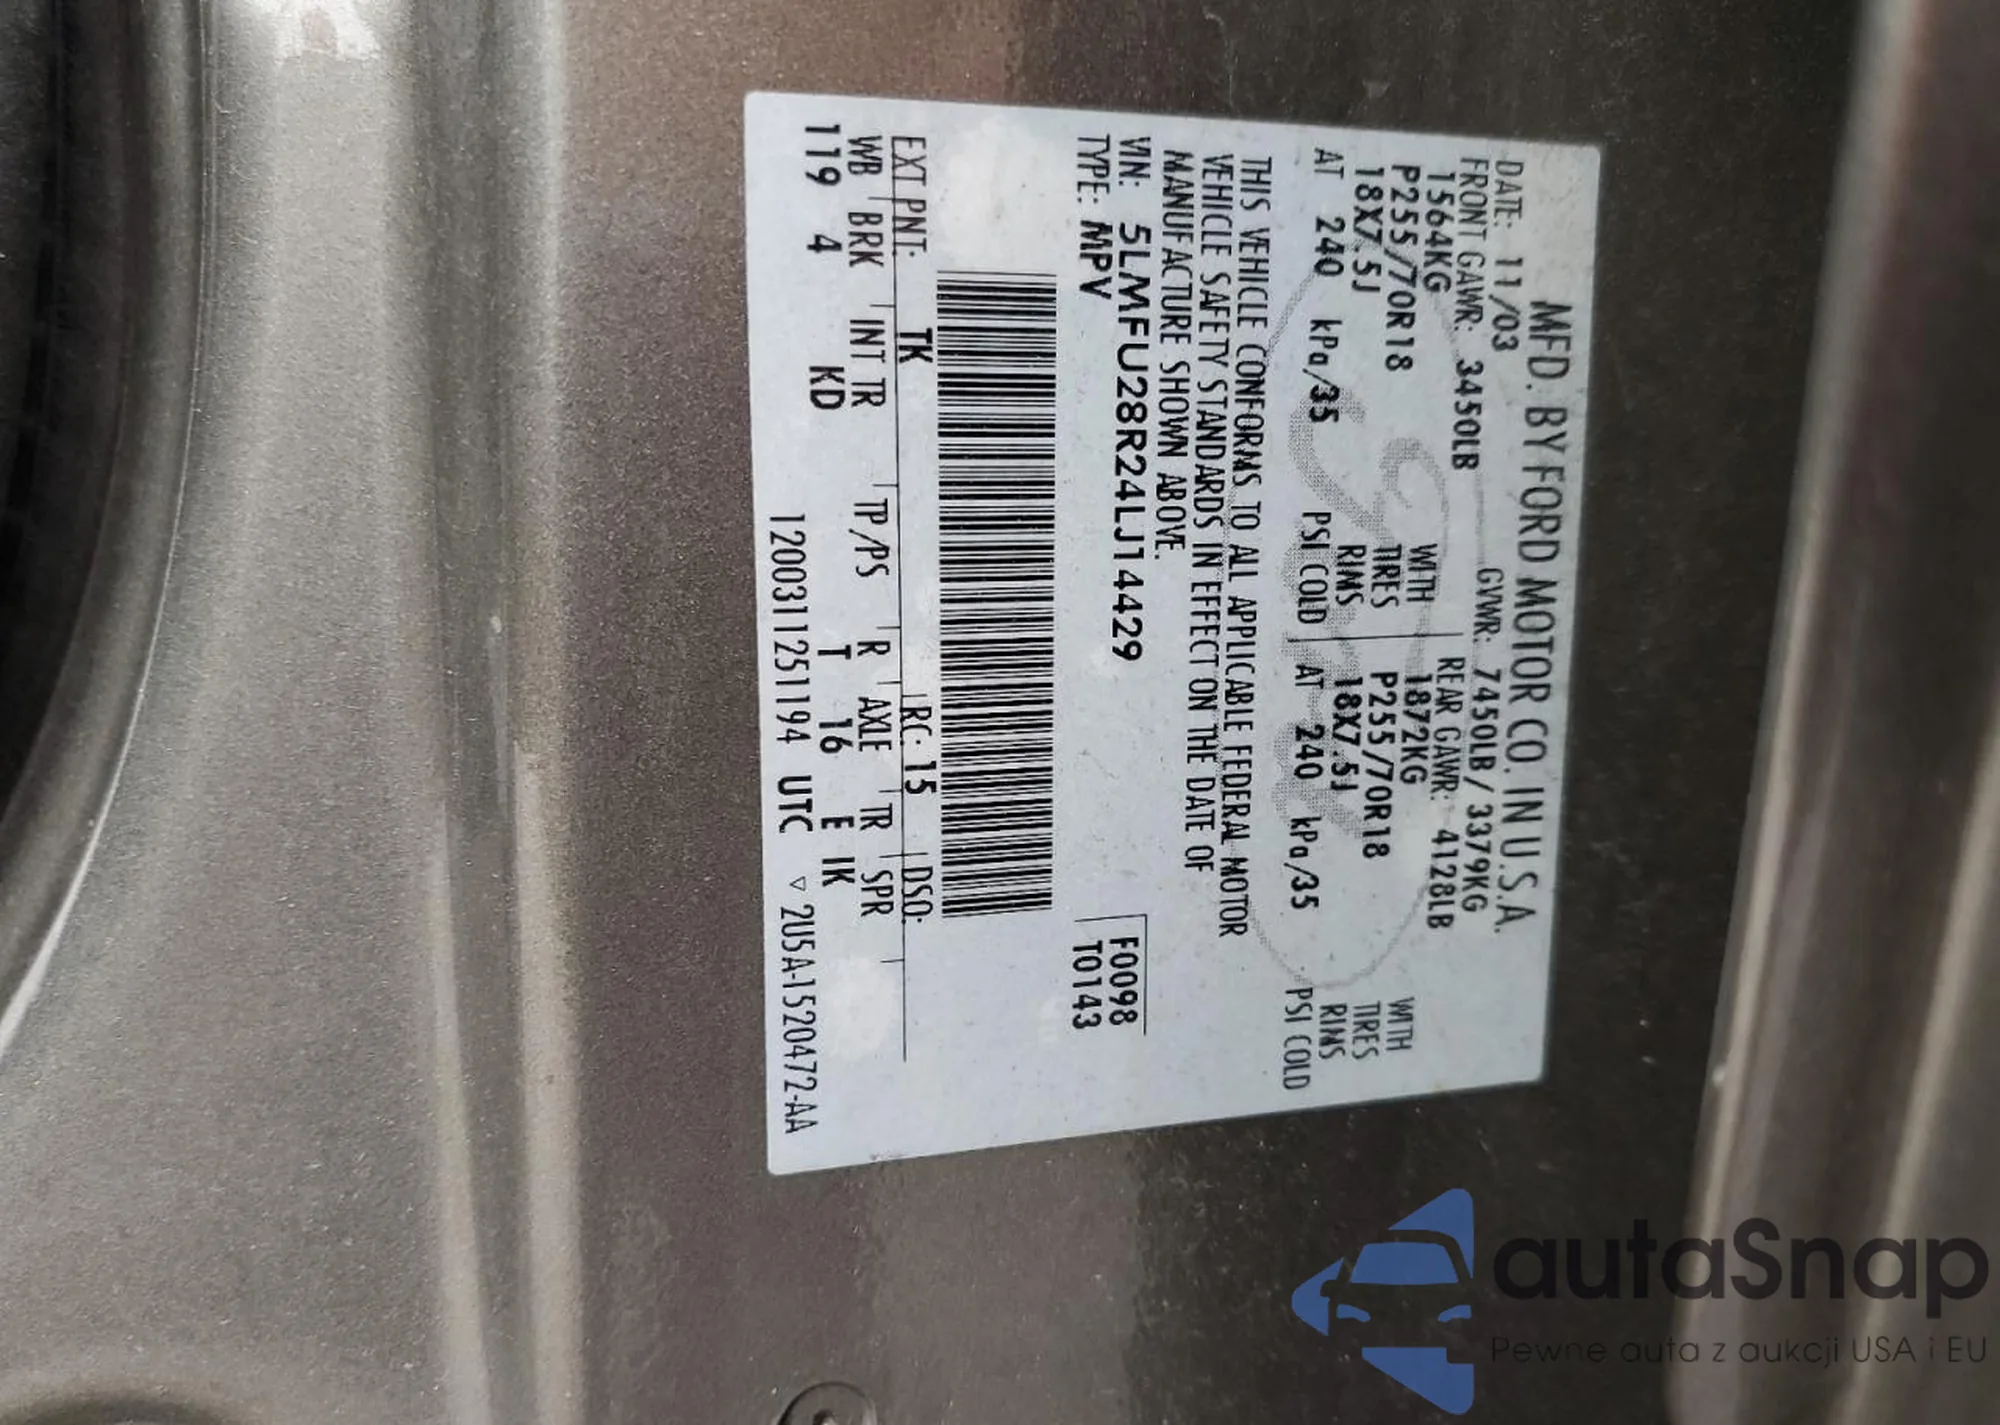 MFD. BY FORD MOTOR CO. IN U.S.A.
DATE: 11/03 GVWR: 7450LB / 3379KG
FRONT GAWR: 3450LB REAR GAWR: 4128LB
1564KG WITH 1872KG WITH
P255/70R18 TIRES P255/70R18 TIRES
18X7.5J RIMS 18X7.5J RIMS
AT 240 kPa/35 PSI COLD AT 240 kPa/35 PSI COLD
THIS VEHICLE CONFORMS TO ALL APPLICABLE FEDERAL MOTOR
VEHICLE SAFETY STANDARDS IN EFFECT ON THE DATE OF
MANUFACTURE SHOWN ABOVE.
VIN: 5LMFU28R24LJ14429 F0098
TYPE: MPV T0143
EXT PNT: TK RC: 15 DSO:
WB BRK INT TR TP/PS R AXLE TR SPR
119 4 KD T 16 E IK
12003112511194 UTC ▽ 2U5A-1520472-AA
autaSnap
Pewne auta z aukcji USA i EU